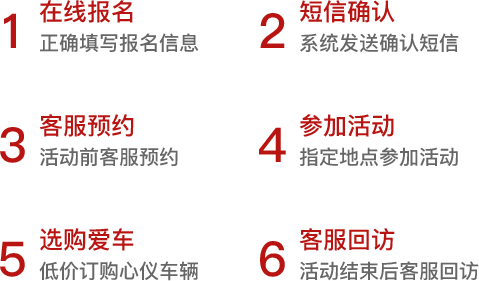 1 在线报名
正确填写报名信息
2 短信确认
系统发送确认短信
3 客服预约
活动前客服预约
4 参加活动
指定地点参加活动
5 选购爱车
低价订购心仪车辆
6 客服回访
活动结束后客服回访